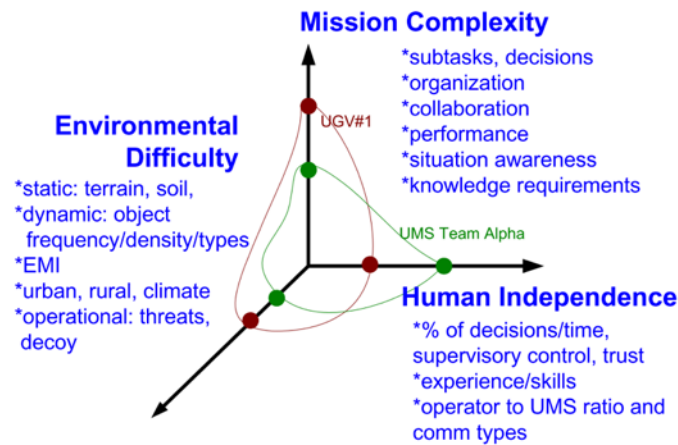 Mission Complexity
*subtasks, decisions
*organization
*collaboration
*performance
*situation awareness
*knowledge requirements
UGV#1
Environmental
Difficulty
*static: terrain, soil,
*dynamic: object
frequency/density/types
*EMI
*urban, rural, climate
*operational: threats,
decoy
UMS Team Alpha
Human Independence
*% of decisions/time,
supervisory control, trust
*experience/skills
*operator to UMS ratio and
comm types